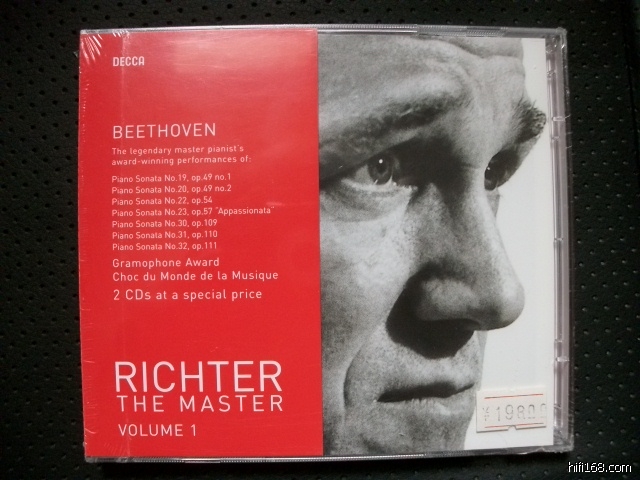 DECCA
BEETHOVEN
The legendary master pianist's
award-winning performances of:
Piano Sonata No.19, op.49 no.1
Piano Sonata No.20, op.49 no.2
Piano Sonata No.22, op.54
Piano Sonata No.23, op.57 "Appassionata"
Piano Sonata No.30, op.109
Piano Sonata No.31, op.110
Piano Sonata No.32, op.111
Gramophone Award
Choc du Monde de la Musique
2 CDs at a special price
RICHTER
THE MASTER
VOLUME 1
¥19800
hifi168.com